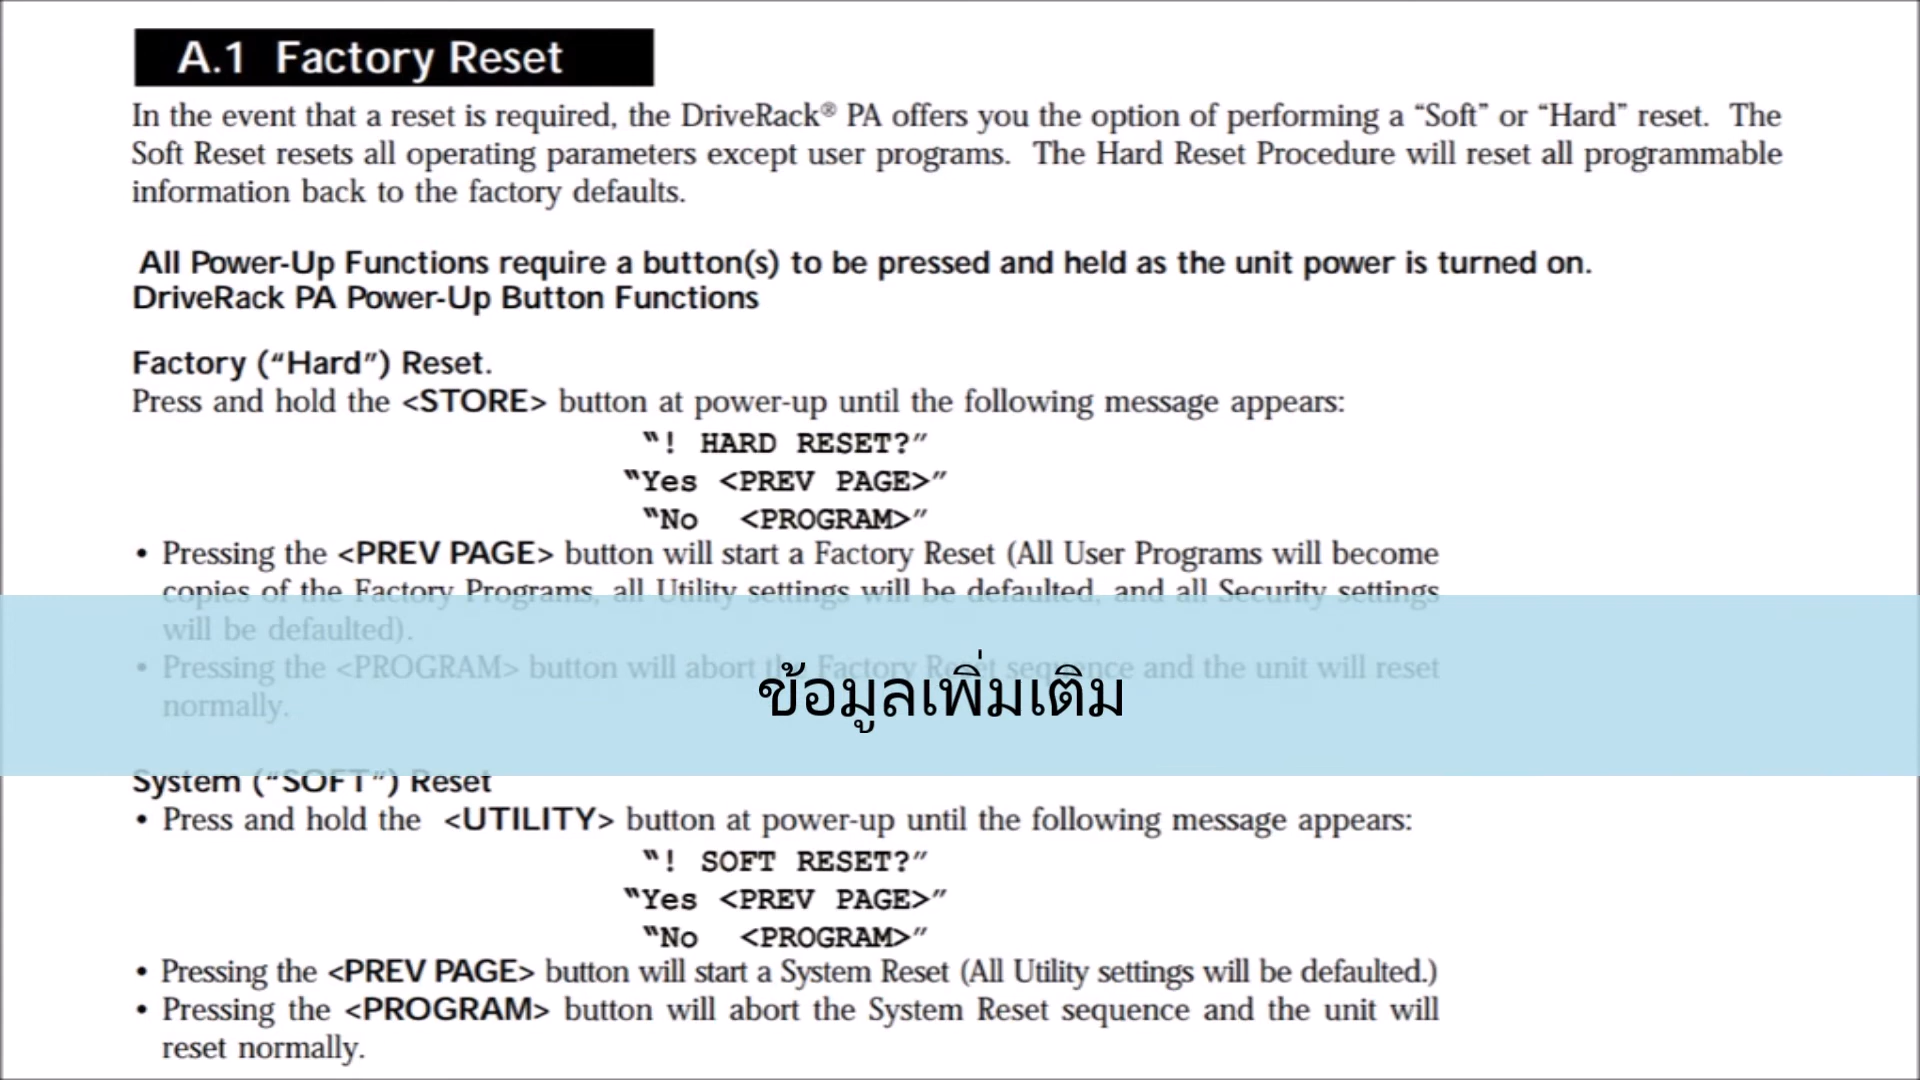 A.1 Factory Reset
In the event that a reset is required, the DriveRack® PA offers you the option of performing a “Soft” or “Hard” reset. The
Soft Reset resets all operating parameters except user programs. The Hard Reset Procedure will reset all programmable
information back to the factory defaults.
All Power-Up Functions require a button(s) to be pressed and held as the unit power is turned on.
DriveRack PA Power-Up Button Functions
Factory (“Hard”) Reset.
Press and hold the <STORE> button at power-up until the following message appears:
“! HARD RESET?”
“Yes <PREV PAGE>”
“No <PROGRAM>”
• Pressing the <PREV PAGE> button will start a Factory Reset (All User Programs will become
copies of the Factory Programs, all Utility settings will be defaulted, and all Security settings
will be defaulted).
• Pressing the <PROGRAM> button will abort the Factory Reset sequence and the unit will reset
normally.
ข้อมูลเพิ่มเติม
System (“SOFT”) Reset
• Press and hold the <UTILITY> button at power-up until the following message appears:
“! SOFT RESET?”
“Yes <PREV PAGE>”
“No <PROGRAM>”
• Pressing the <PREV PAGE> button will start a System Reset (All Utility settings will be defaulted.)
• Pressing the <PROGRAM> button will abort the System Reset sequence and the unit will
reset normally.